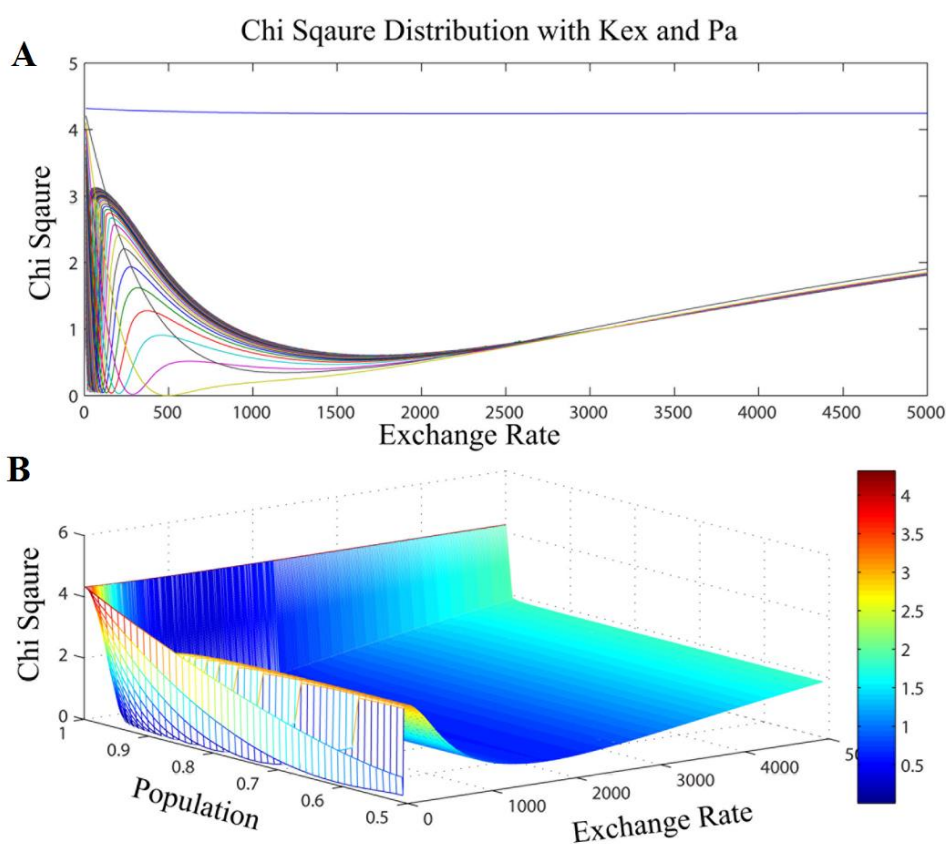 Chi Sqaure Distribution with Kex and Pa
A
5
4
3
2
1
0
Chi Sqaure
0 500 1000 1500 2000 2500 3000 3500 4000 4500 5000
Exchange Rate
B
6
4
2
0
Chi Sqaure
1 0.9 0.8 0.7 0.6 0.5
Population
0 1000 2000 3000 4000 50
Exchange Rate
4
3.5
3
2.5
2
1.5
1
0.5